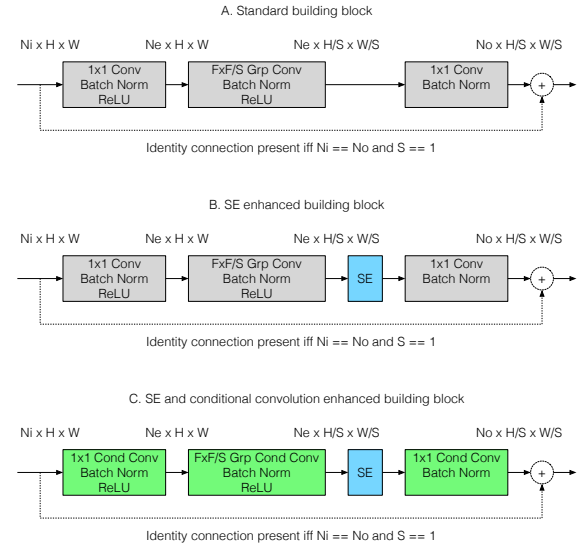 A. Standard building block
Ni x H x W Ne x H x W Ne x H/S x W/S No x H/S x W/S
1x1 Conv FxF/S Grp Conv 1x1 Conv
Batch Norm Batch Norm Batch Norm
ReLU ReLU
+
Identity connection present iff Ni == No and S == 1
B. SE enhanced building block
Ni x H x W Ne x H x W Ne x H/S x W/S No x H/S x W/S
1x1 Conv FxF/S Grp Conv 1x1 Conv
Batch Norm Batch Norm SE Batch Norm
ReLU ReLU
+
Identity connection present iff Ni == No and S == 1
C. SE and conditional convolution enhanced building block
Ni x H x W Ne x H x W Ne x H/S x W/S No x H/S x W/S
1x1 Cond Conv FxF/S Grp Cond Conv 1x1 Cond Conv
Batch Norm Batch Norm SE Batch Norm
ReLU ReLU
+
Identity connection present iff Ni == No and S == 1